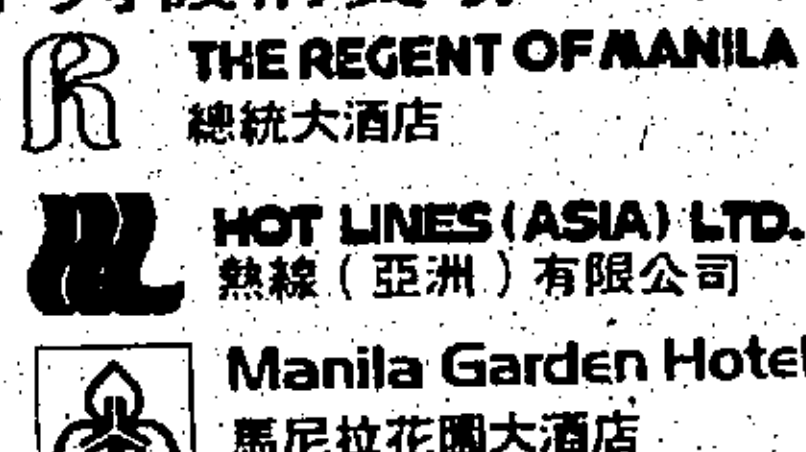 THE REGENT OF MANILA
總統大酒店
HOT LINES (ASIA) LTD.
熱線(亞洲)有限公司
Manila Garden Hotel
馬尼拉花園大酒店